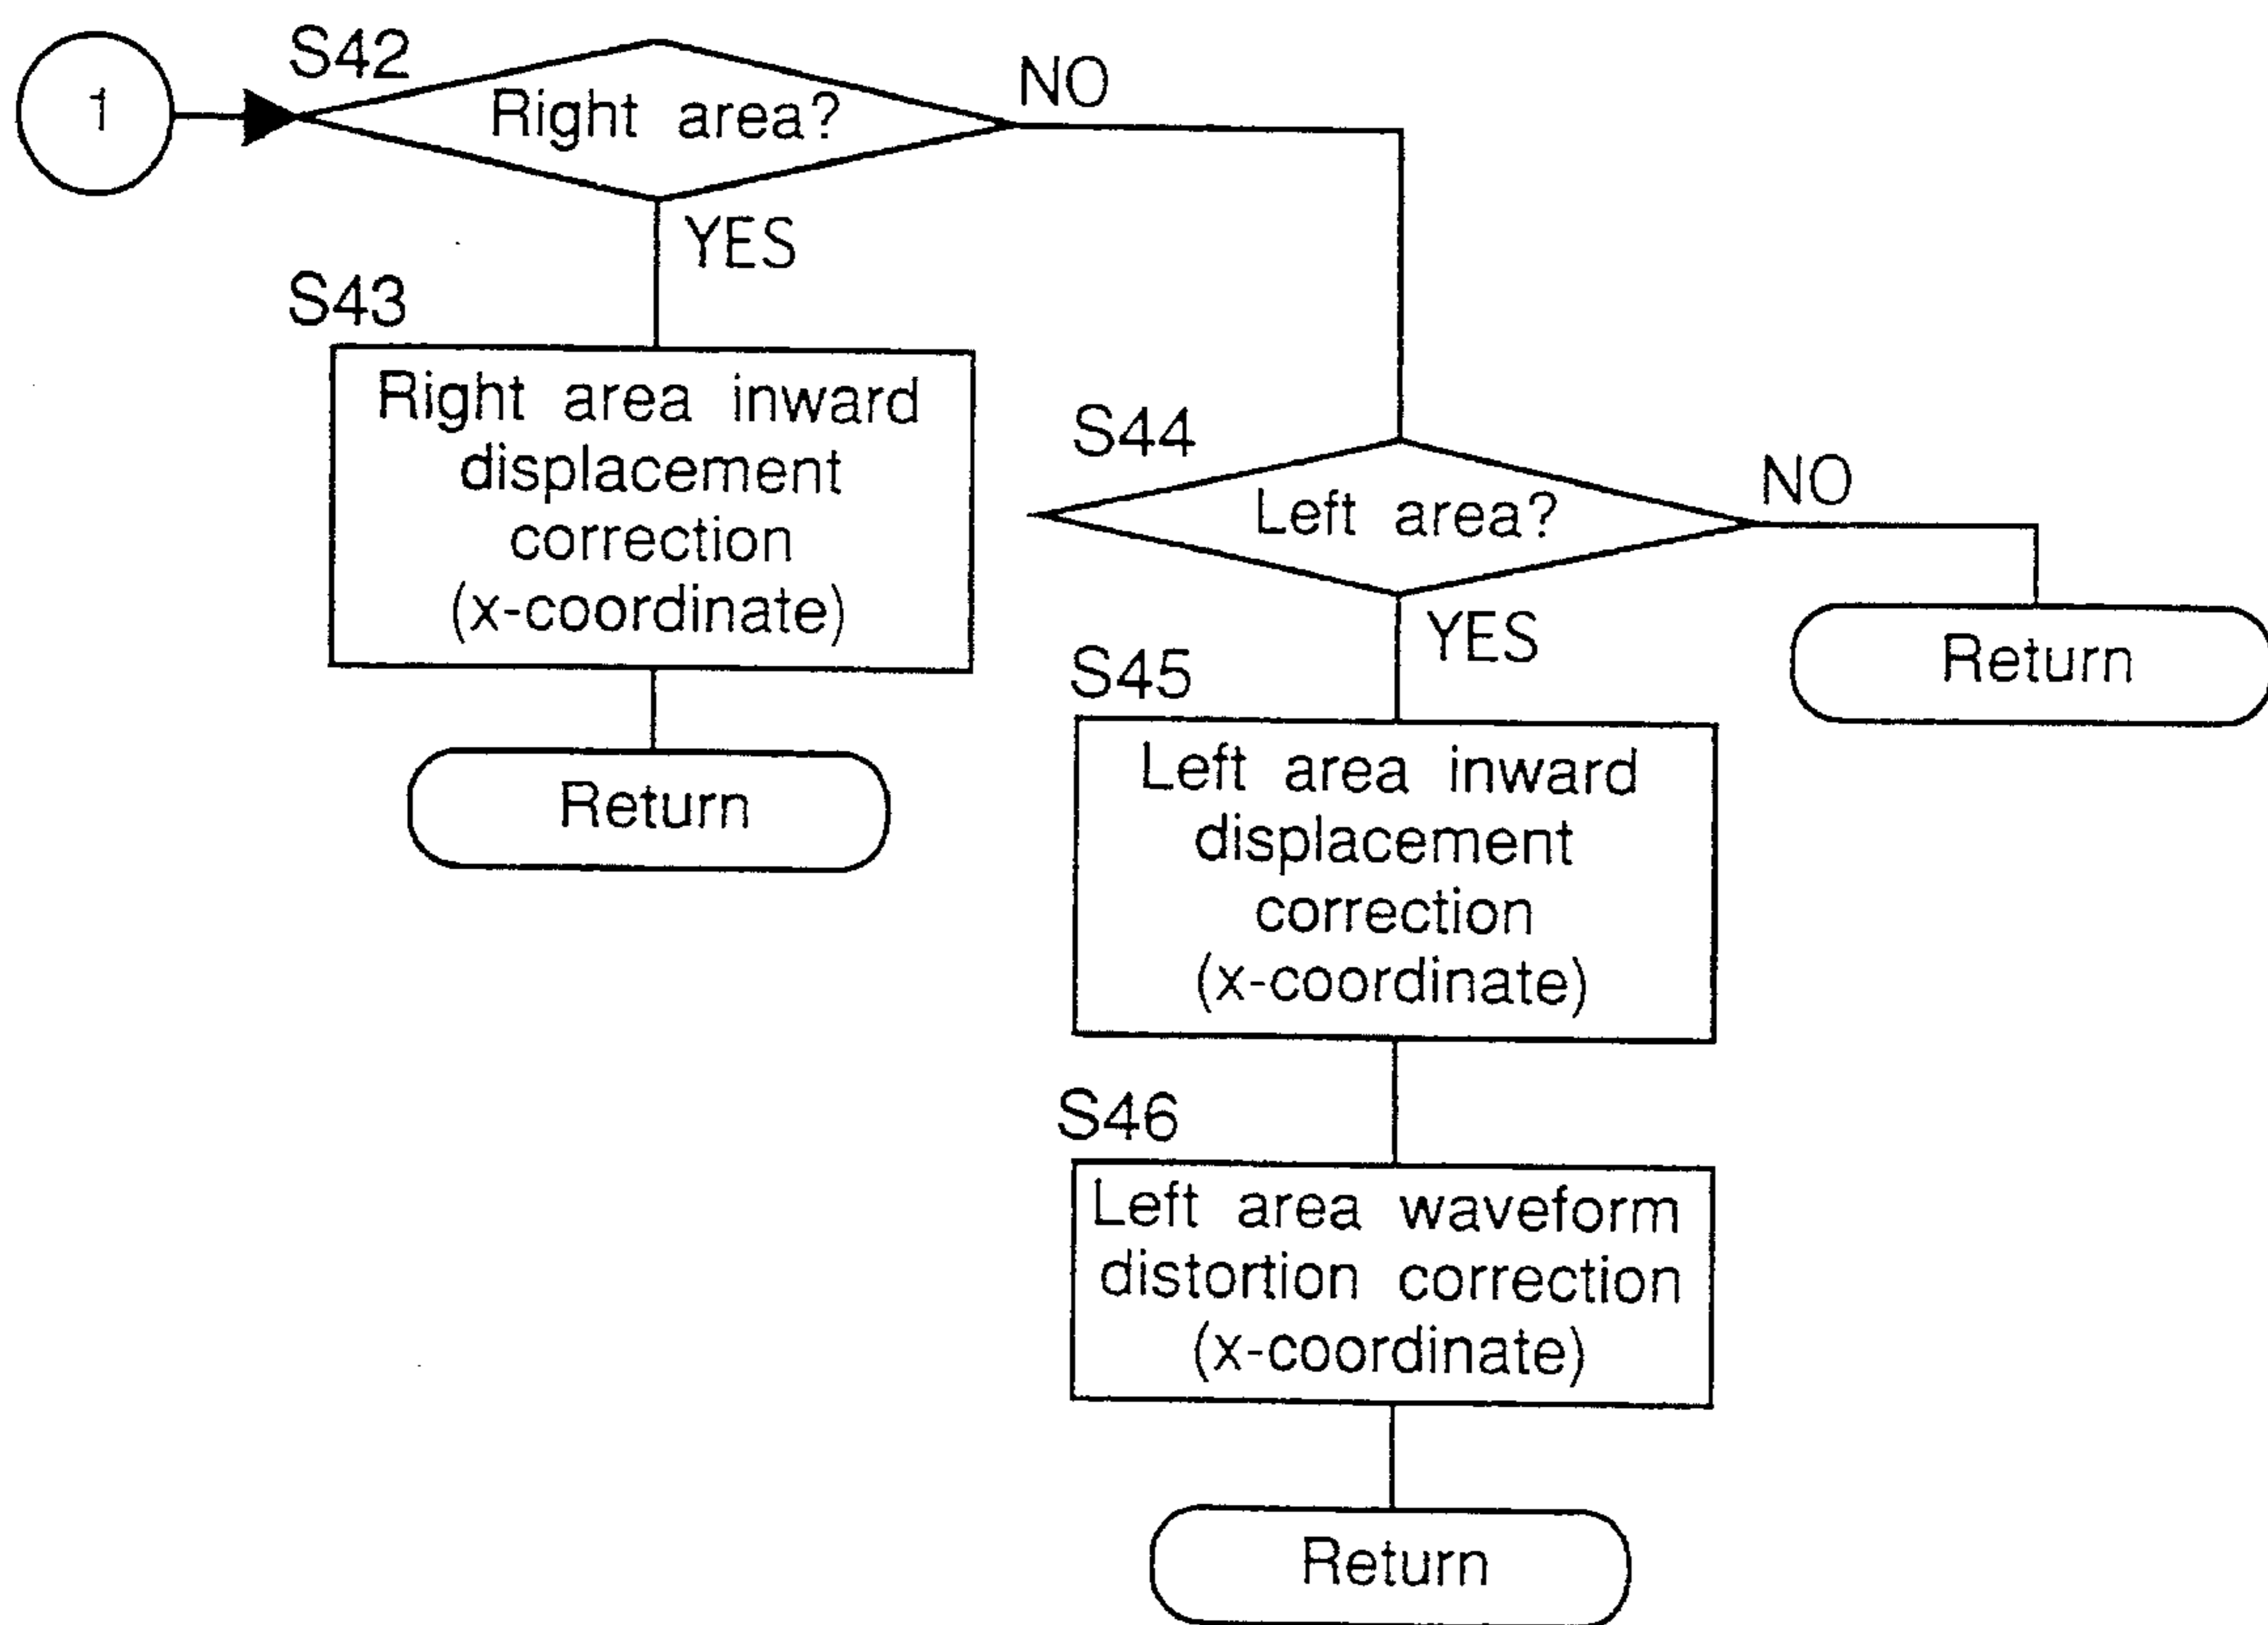 1
S42
Right area?
NO
YES
S43
Right area inward
displacement
correction
(x-coordinate)
Return
S44
Left area?
NO
Return
YES
S45
Left area inward
displacement
correction
(x-coordinate)
S46
Left area waveform
distortion correction
(x-coordinate)
Return